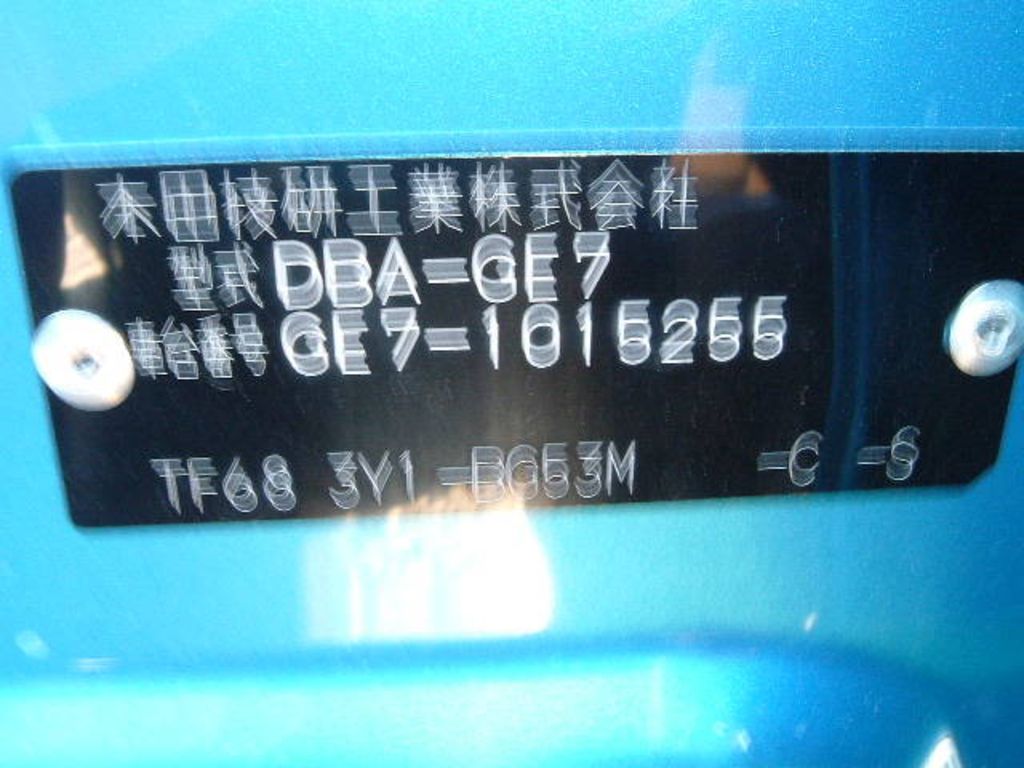 本田技研工業株式会社
型式 DBA-GE7
車台番号 GE7-1015255
TF68 3Y1-BG53M -C -S